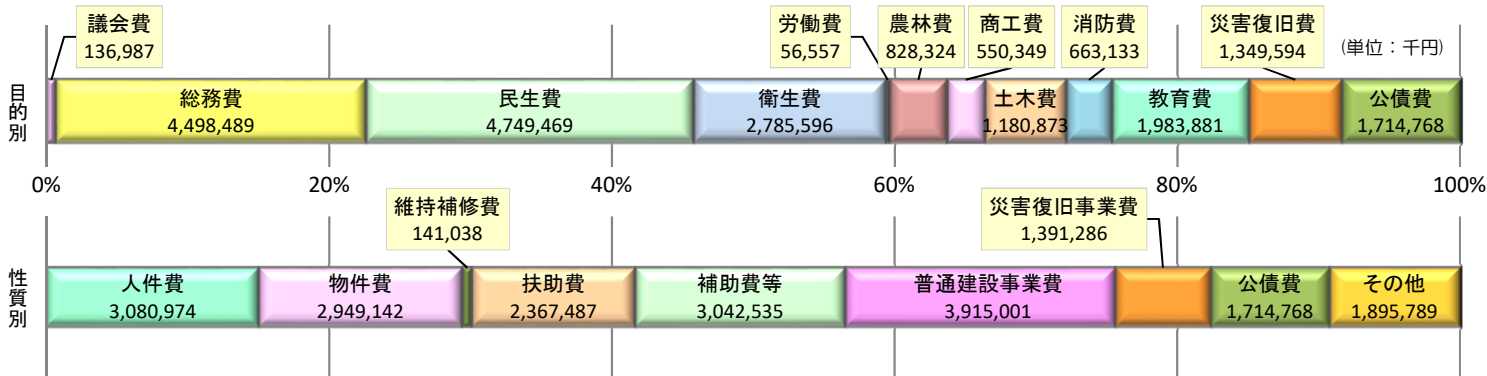 議会費
136,987
労働費
56,557
農林費
828,324
商工費
550,349
消防費
663,133
災害復旧費
1,349,594
(単位：千円)
目的別
総務費
4,498,489
民生費
4,749,469
衛生費
2,785,596
土木費
1,180,873
教育費
1,983,881
公債費
1,714,768
0%
20%
40%
60%
80%
100%
維持補修費
141,038
災害復旧事業費
1,391,286
性質別
人件費
3,080,974
物件費
2,949,142
扶助費
2,367,487
補助費等
3,042,535
普通建設事業費
3,915,001
公債費
1,714,768
その他
1,895,789